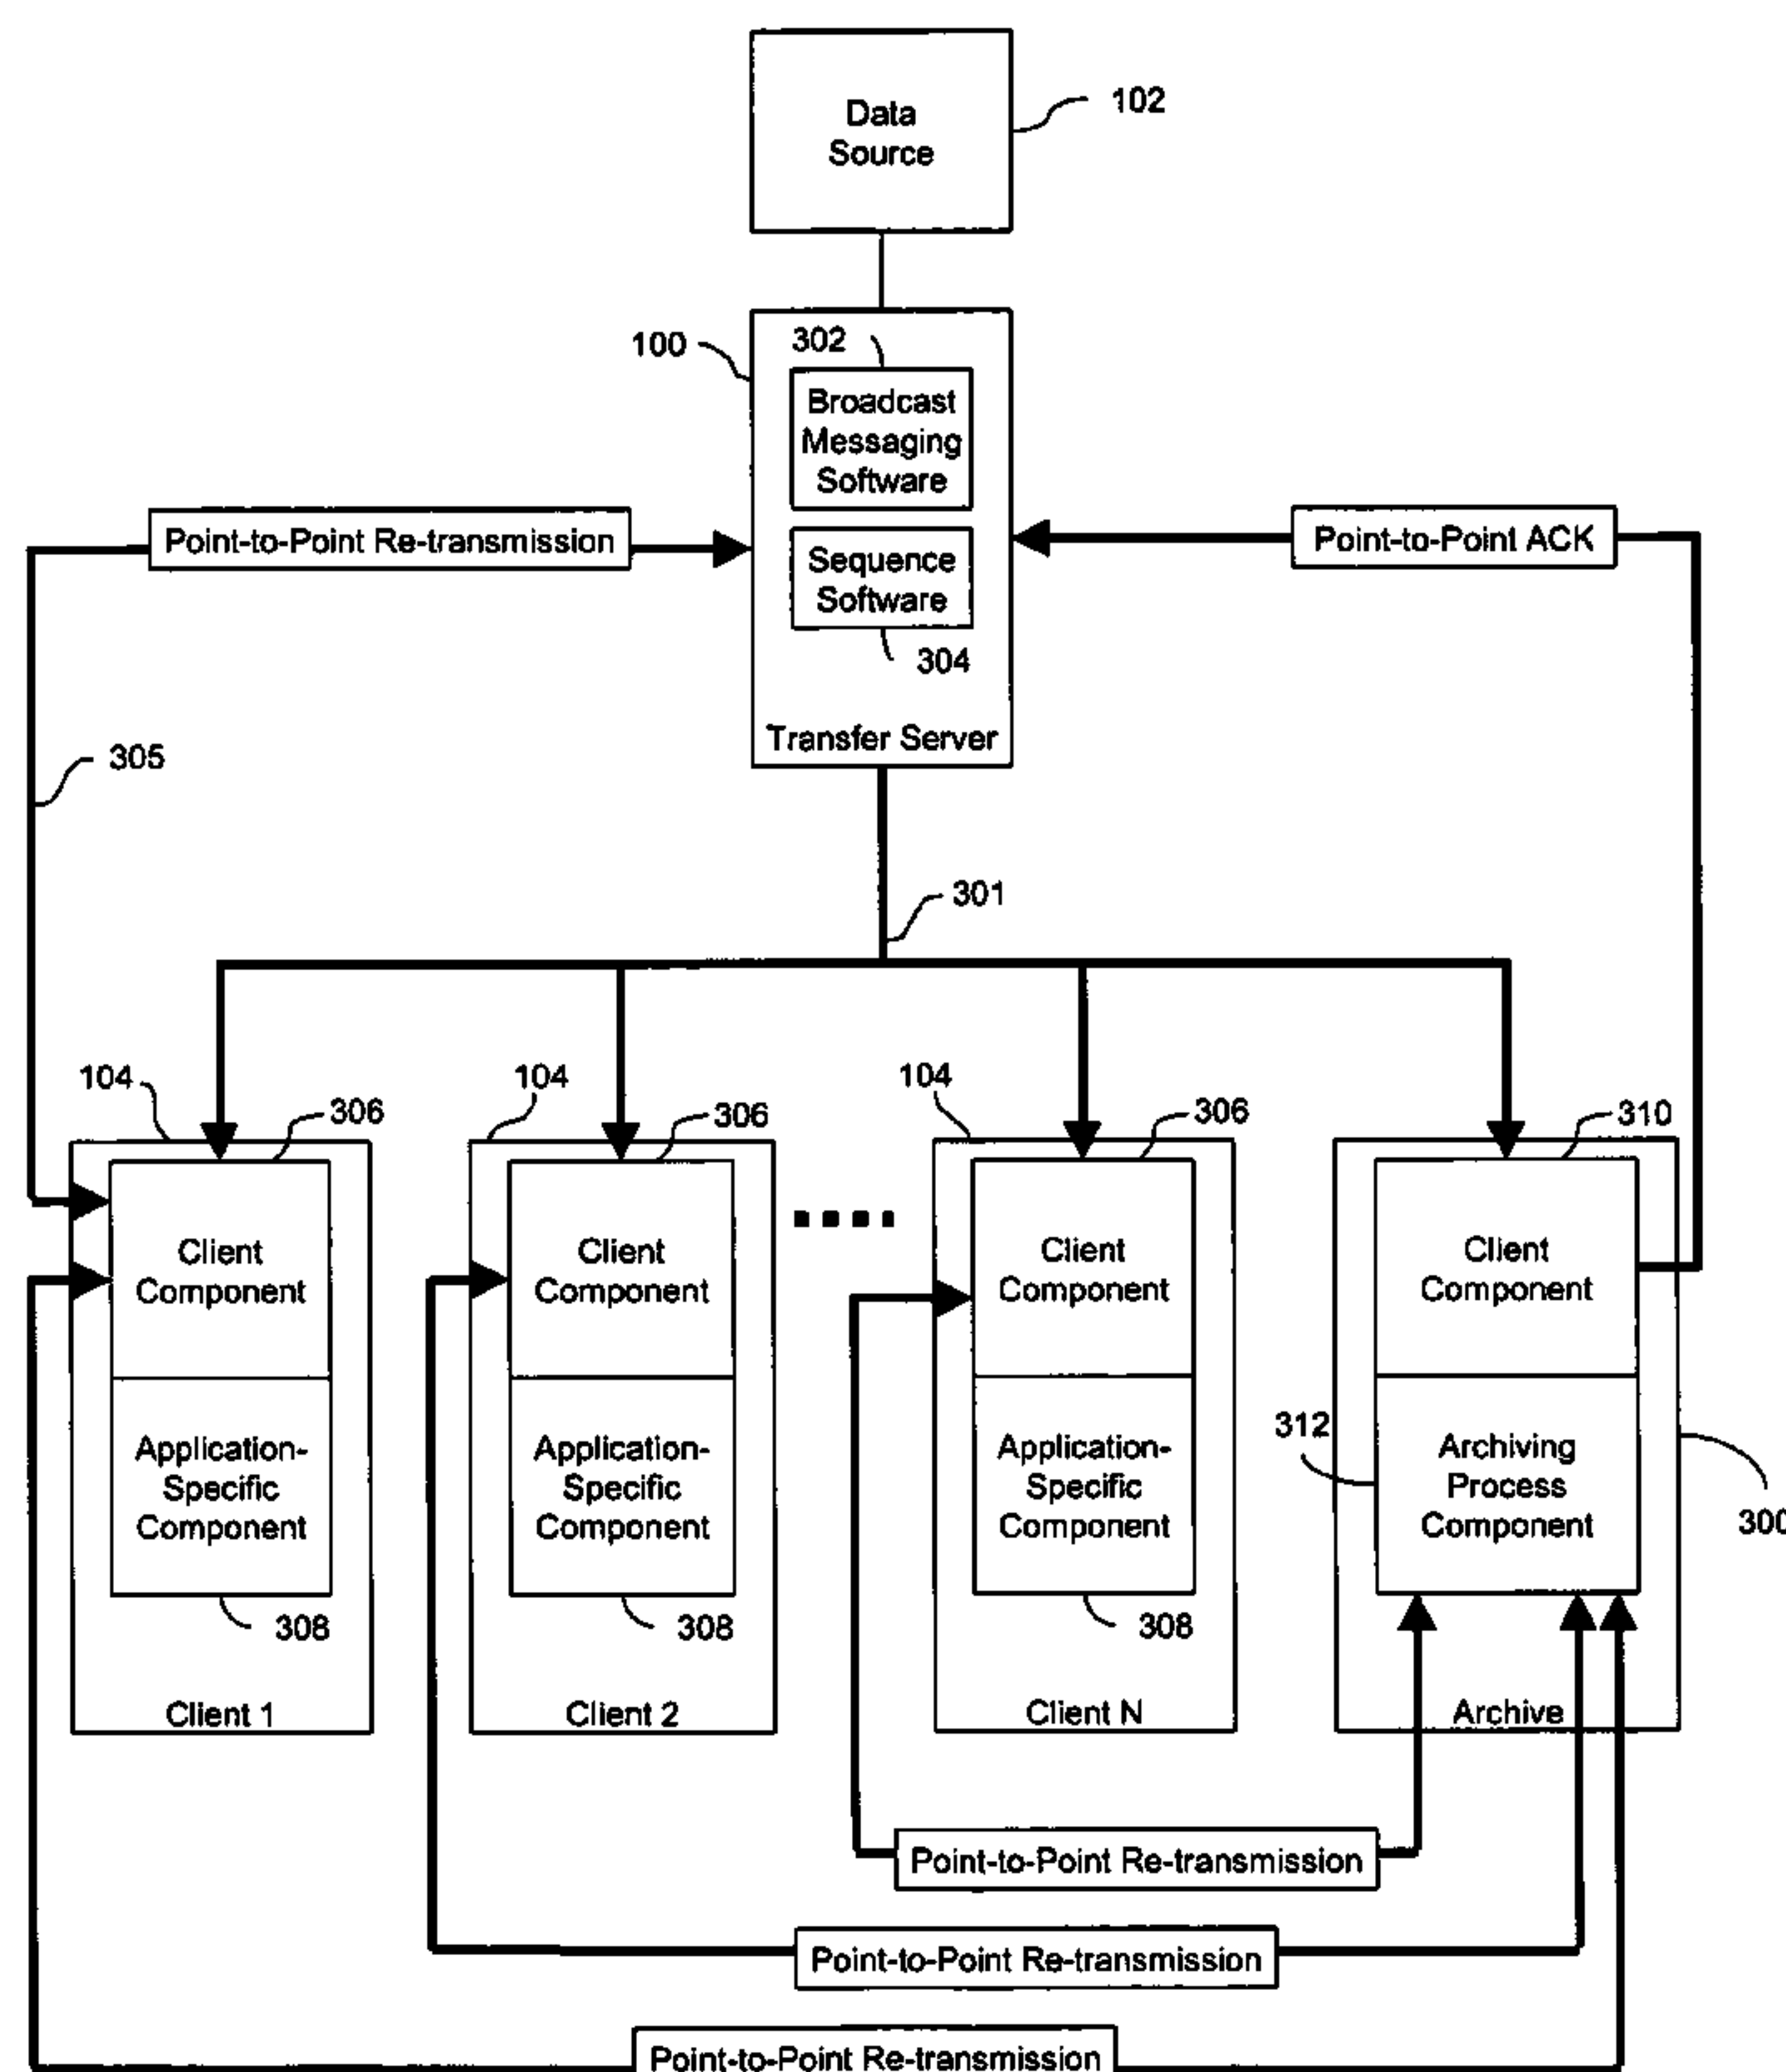 Data
Source
102
100
302
Broadcast
Messaging
Software
Point-to-Point Re-transmission
Point-to-Point ACK
Sequence
Software
304
Transfer Server
305
301
104
104
104
306
306
306
310
Client
Component
Client
Component
Client
Component
Client
Component
312
Application-
Specific
Component
Application-
Specific
Component
Application-
Specific
Component
Archiving
Process
Component
300
308
308
308
Client 1
Client 2
Client N
Archive
Point-to-Point Re-transmission
Point-to-Point Re-transmission
Point-to-Point Re-transmission